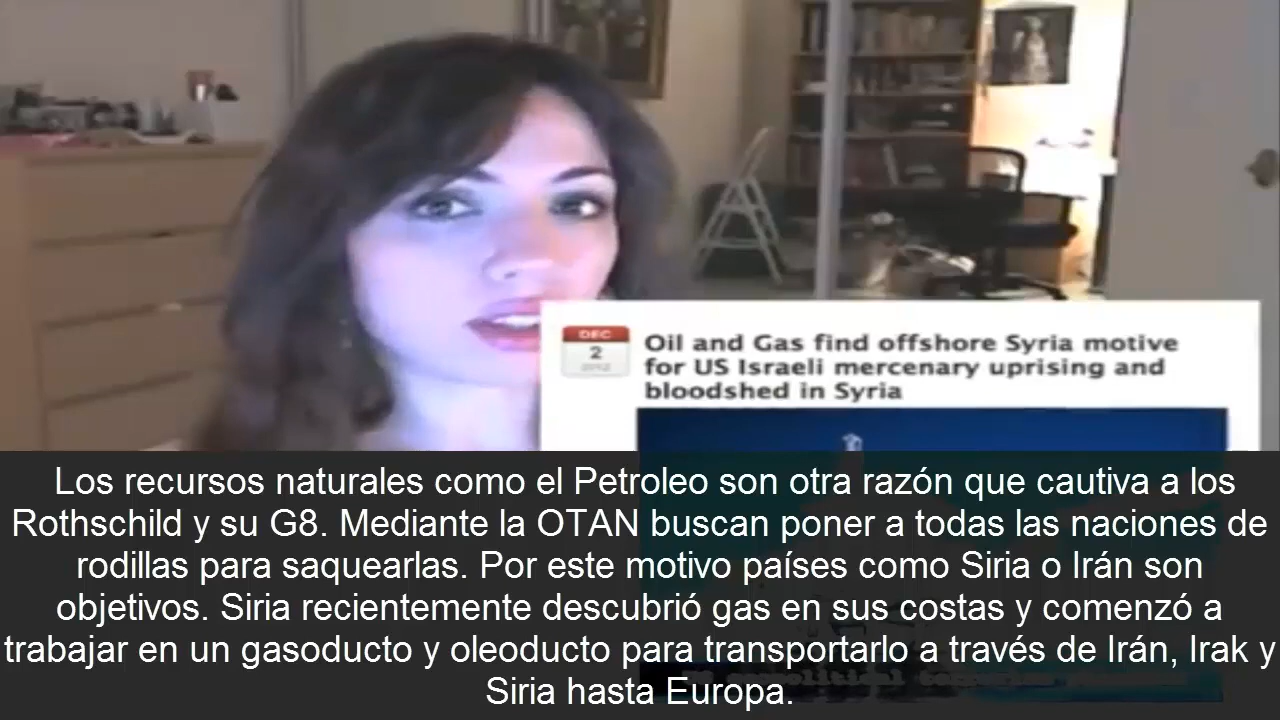 DEC
2
2012
Oil and Gas find offshore Syria motive
for US Israeli mercenary uprising and
bloodshed in Syria
Los recursos naturales como el Petroleo son otra razón que cautiva a los
Rothschild y su G8. Mediante la OTAN buscan poner a todas las naciones de
rodillas para saquearlas. Por este motivo países como Siria o Irán son
objetivos. Siria recientemente descubrió gas en sus costas y comenzó a
trabajar en un gasoducto y oleoducto para transportarlo a través de Irán, Irak y
Siria hasta Europa.